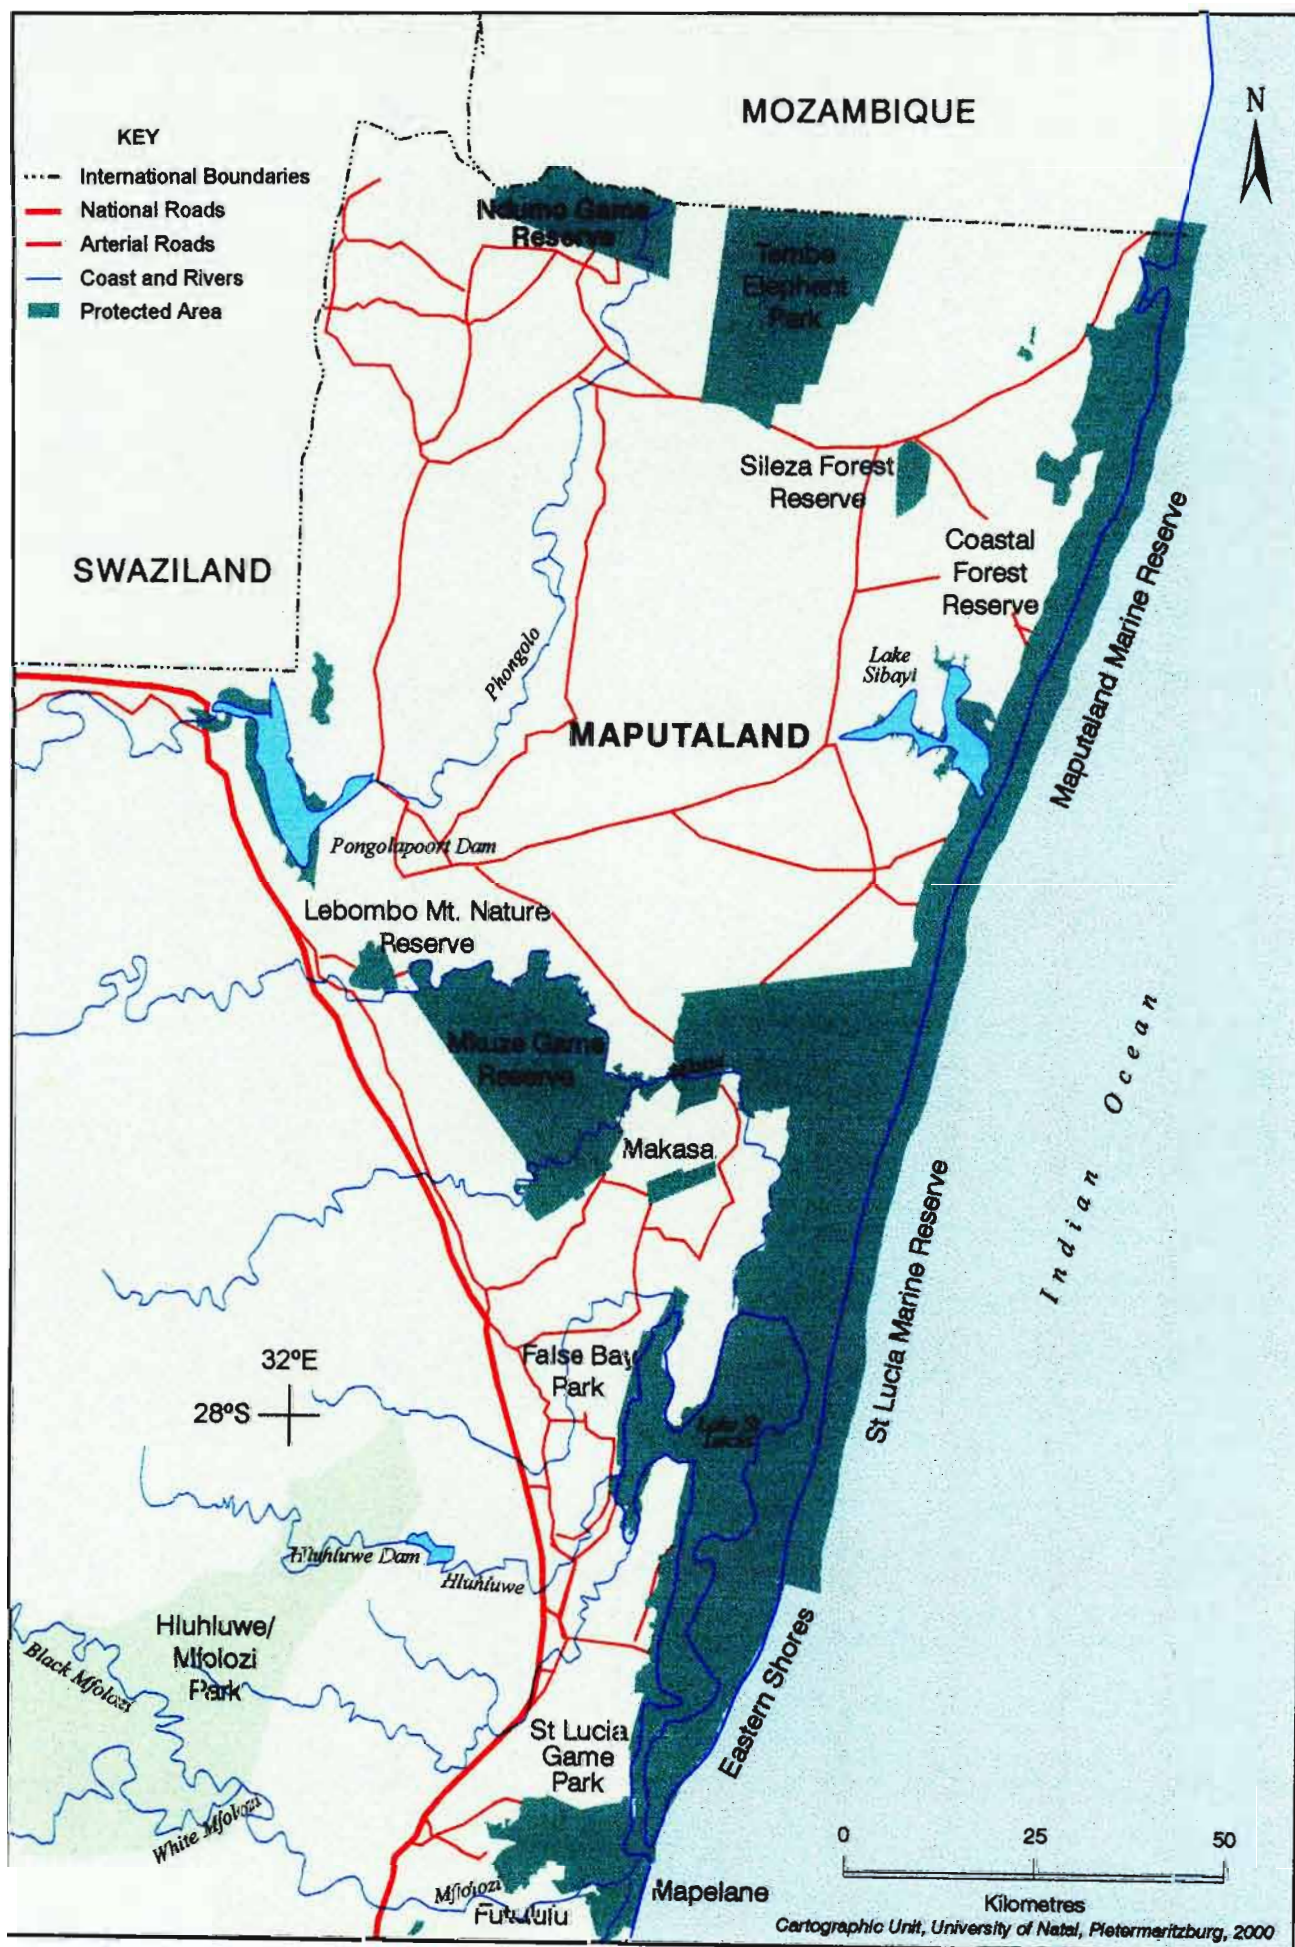 MOZAMBIQUE
N
KEY
International Boundaries
National Roads
Arterial Roads
Coast and Rivers
Protected Area
Ndumo Game
Reserve
Tembe
Elephant
Park
Sileza Forest
Reserve
Coastal
Forest
Reserve
SWAZILAND
Phongolo
Lake
Sibayi
Maputaland Marine Reserve
MAPUTALAND
Pongolapoort Dam
Lebombo Mt. Nature
Reserve
Mkuze Game
Reserve
Makasa
Indian Ocean
St Lucia Marine Reserve
32ºE
28ºS
False Bay
Park
Lake St
Lucia
Hluhluwe Dam
Hluhluwe
Hluhluwe/
Mfolozi
Park
Black Mfolozi
White Mfolozi
Eastern Shores
St Lucia
Game
Park
Mfolozi
Futululu
Mapelane
0 25 50
Kilometres
Cartographic Unit, University of Natal, Pietermaritzburg, 2000